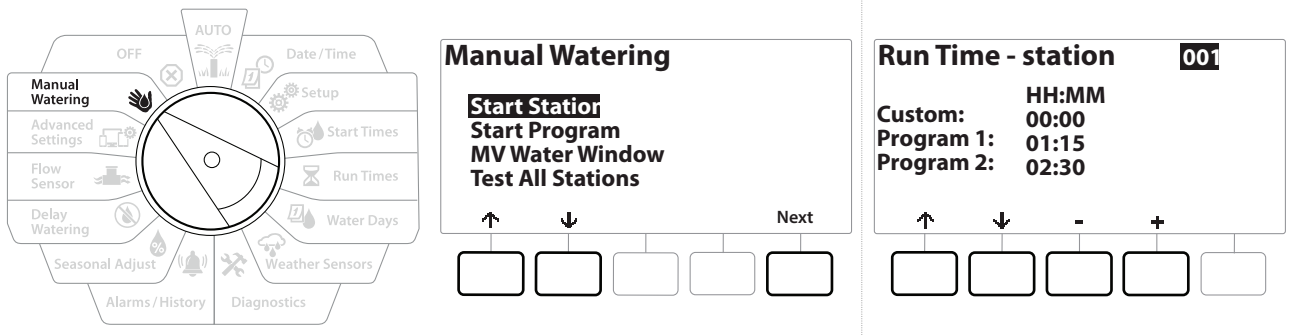 AUTO
OFF
Date/Time
Manual
Watering
Setup
Advanced
Settings
Start Times
Flow
Sensor
Run Times
Delay
Watering
Water Days
Seasonal Adjust
Weather Sensors
Alarms/History
Diagnostics
Manual Watering
Start Station
Start Program
MV Water Window
Test All Stations
Next
Run Time - station 001
HH:MM
Custom: 00:00
Program 1: 01:15
Program 2: 02:30
- +